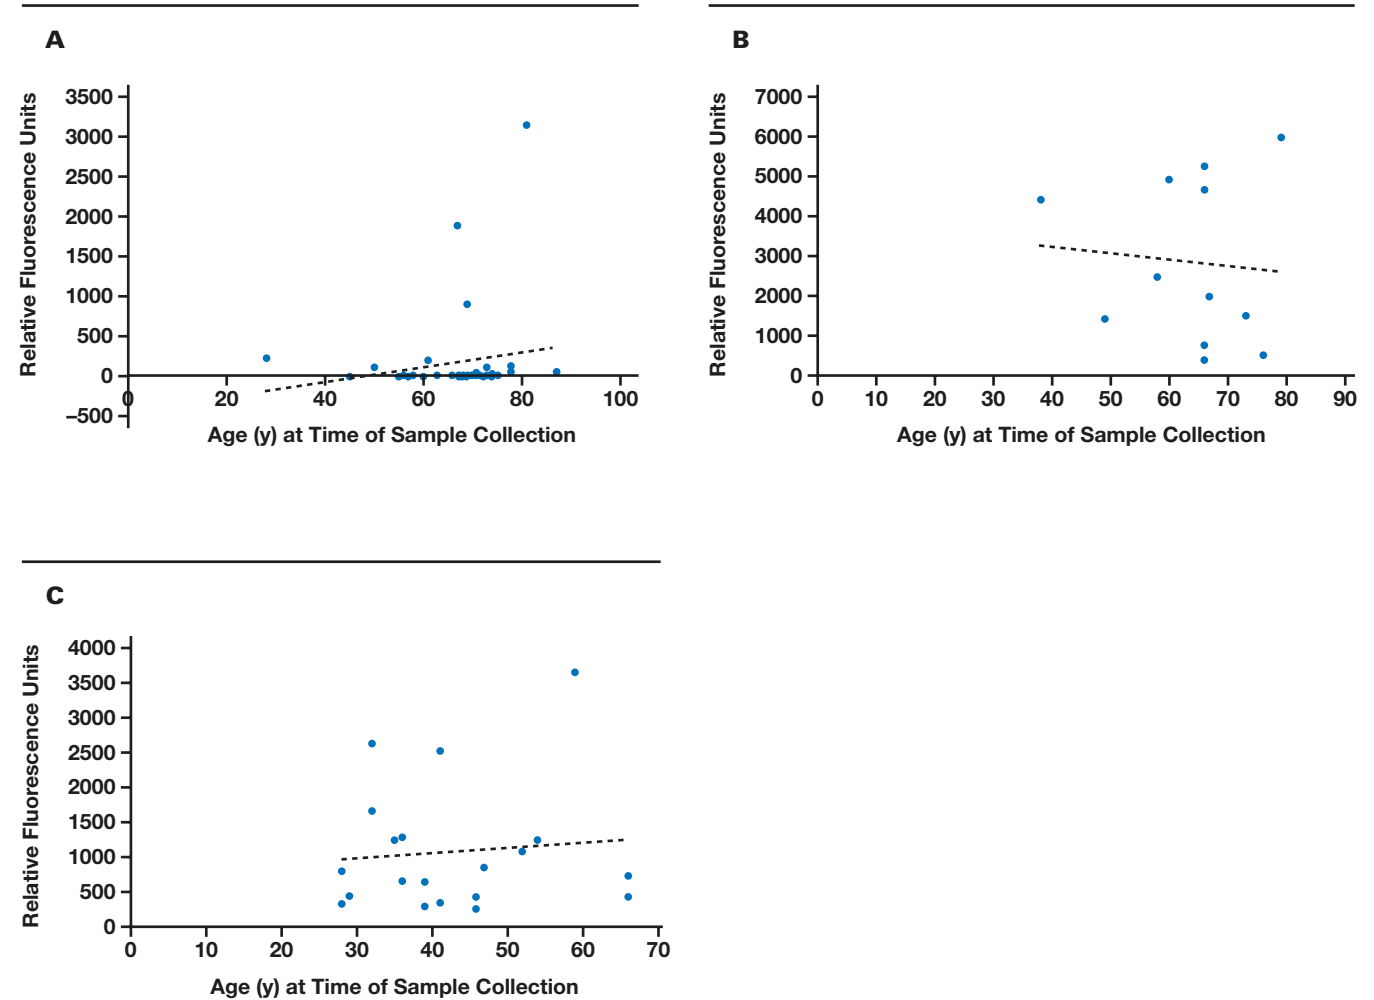 A
Relative Fluorescence Units
3500
3000
2500
2000
1500
1000
500
0
–500
0 20 40 60 80 100
Age (y) at Time of Sample Collection
B
Relative Fluorescence Units
7000
6000
5000
4000
3000
2000
1000
0
0 10 20 30 40 50 60 70 80 90
Age (y) at Time of Sample Collection
C
Relative Fluorescence Units
4000
3500
3000
2500
2000
1500
1000
500
0
0 10 20 30 40 50 60 70
Age (y) at Time of Sample Collection